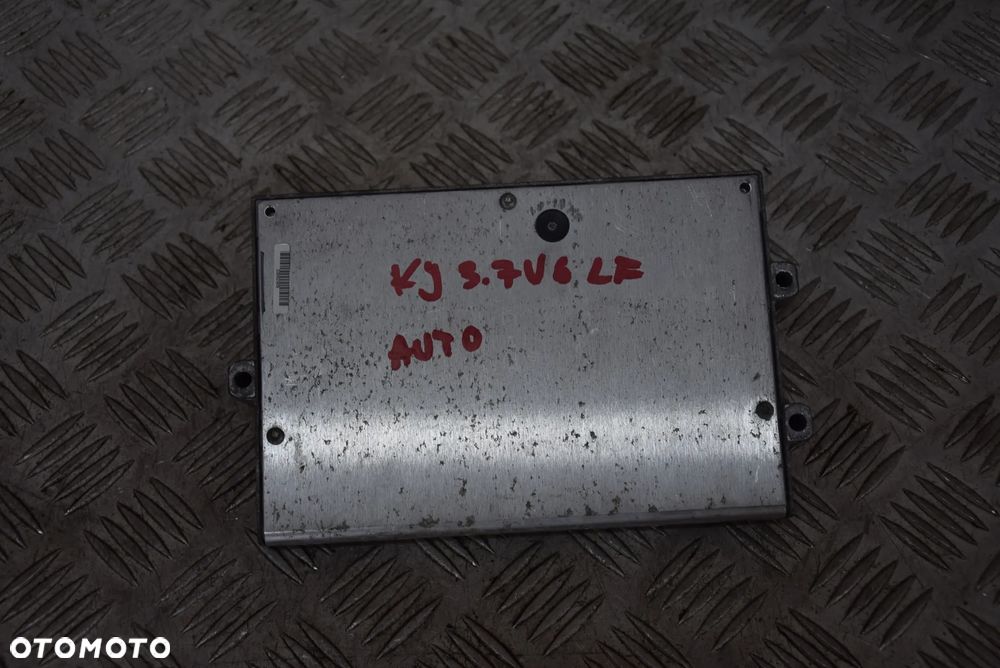 KJ 3.7V6 LF
AUTO
OTOMOTO